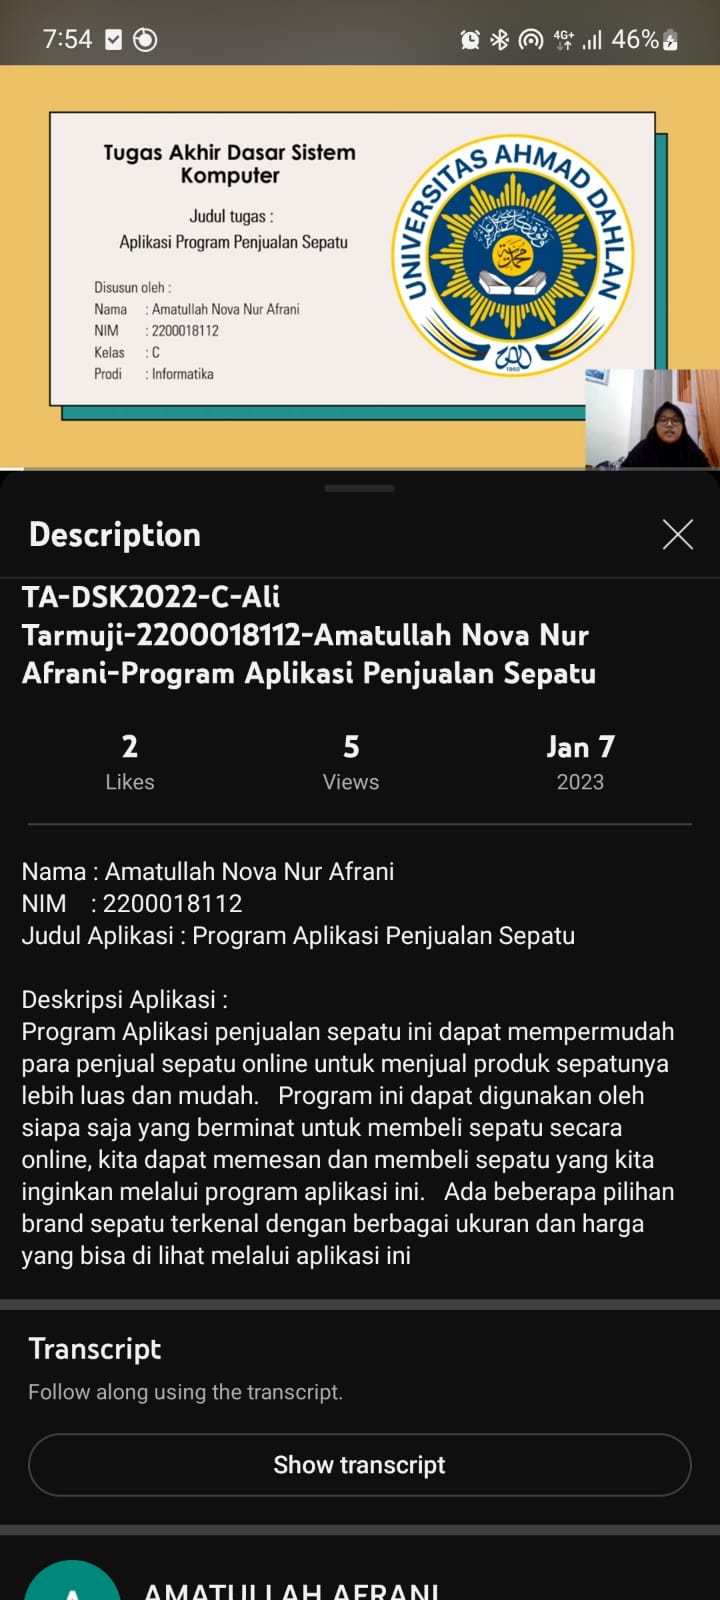 7:54
4G+
46%
Tugas Akhir Dasar Sistem
Komputer
Judul tugas :
Aplikasi Program Penjualan Sepatu
Disusun oleh :
Nama : Amatullah Nova Nur Afrani
NIM : 2200018112
Kelas : C
Prodi : Informatika
UNIVERSITAS AHMAD DAHLAN
1960
Description
TA-DSK2022-C-Ali
Tarmuji-2200018112-Amatullah Nova Nur
Afrani-Program Aplikasi Penjualan Sepatu
2 5 Jan 7
Likes Views 2023
Nama : Amatullah Nova Nur Afrani
NIM : 2200018112
Judul Aplikasi : Program Aplikasi Penjualan Sepatu
Deskripsi Aplikasi :
Program Aplikasi penjualan sepatu ini dapat mempermudah
para penjual sepatu online untuk menjual produk sepatunya
lebih luas dan mudah. Program ini dapat digunakan oleh
siapa saja yang berminat untuk membeli sepatu secara
online, kita dapat memesan dan membeli sepatu yang kita
inginkan melalui program aplikasi ini. Ada beberapa pilihan
brand sepatu terkenal dengan berbagai ukuran dan harga
yang bisa di lihat melalui aplikasi ini
Transcript
Follow along using the transcript.
Show transcript
A
AMATULLAH AFRANI